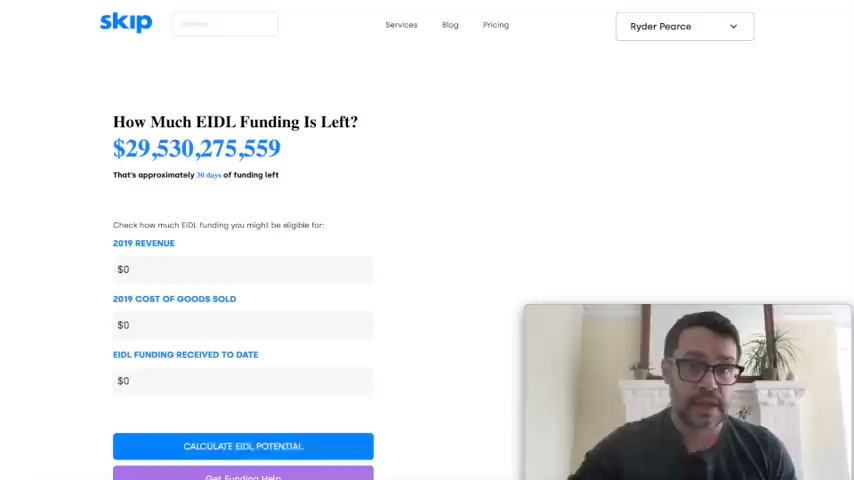 skip
Services
Blog
Pricing
Ryder Pearce
How Much EIDL Funding Is Left?
$29,530,275,559
That's approximately 30 days of funding left
Check how much EIDL funding you might be eligible for:
2019 REVENUE
$0
2019 COST OF GOODS SOLD
$0
EIDL FUNDING RECEIVED TO DATE
$0
CALCULATE EIDL POTENTIAL
Get Funding Help